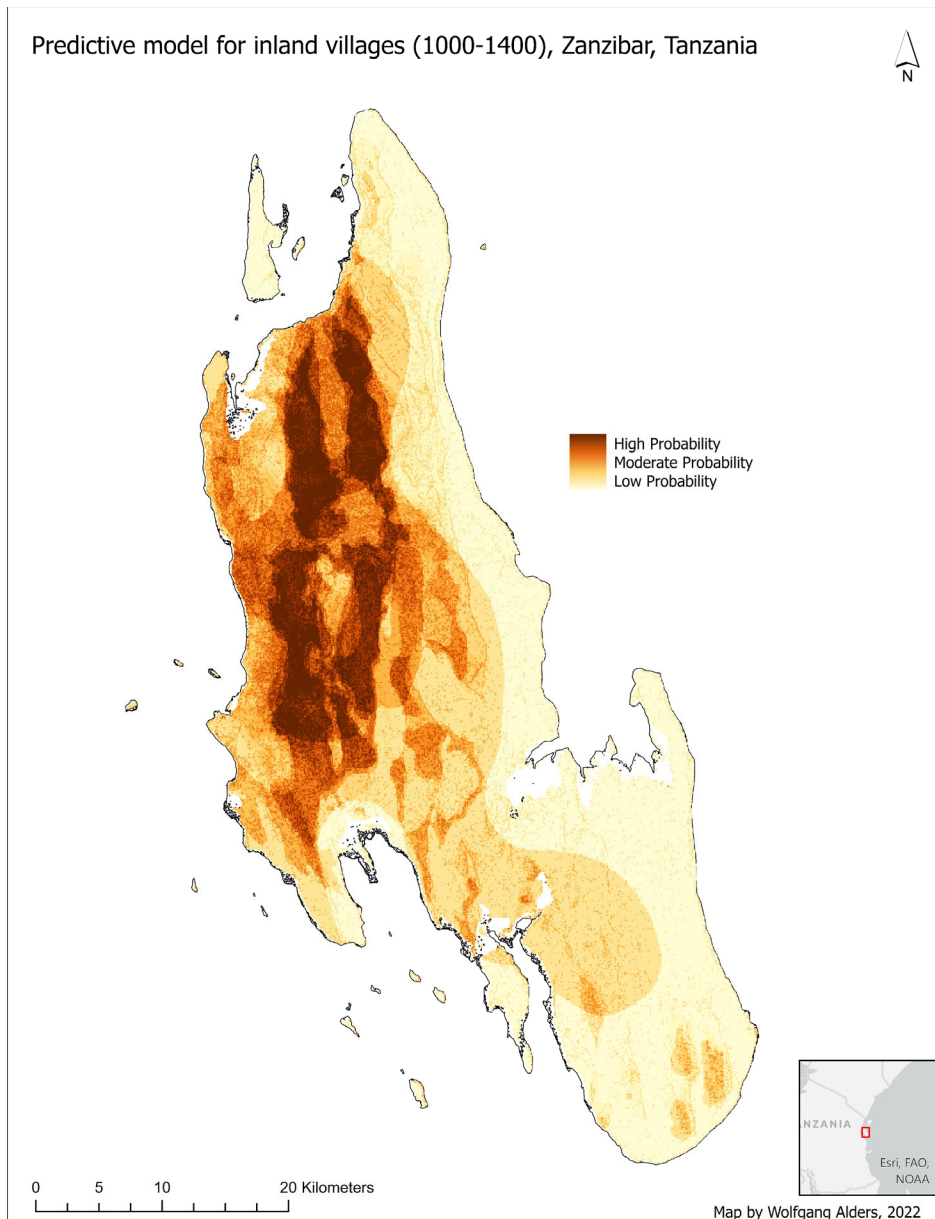 Predictive model for inland villages (1000-1400), Zanzibar, Tanzania
N
High Probability
Moderate Probability
Low Probability
NZANIA
Esri, FAO,
NOAA
0 5 10 20 Kilometers
Map by Wolfgang Alders, 2022